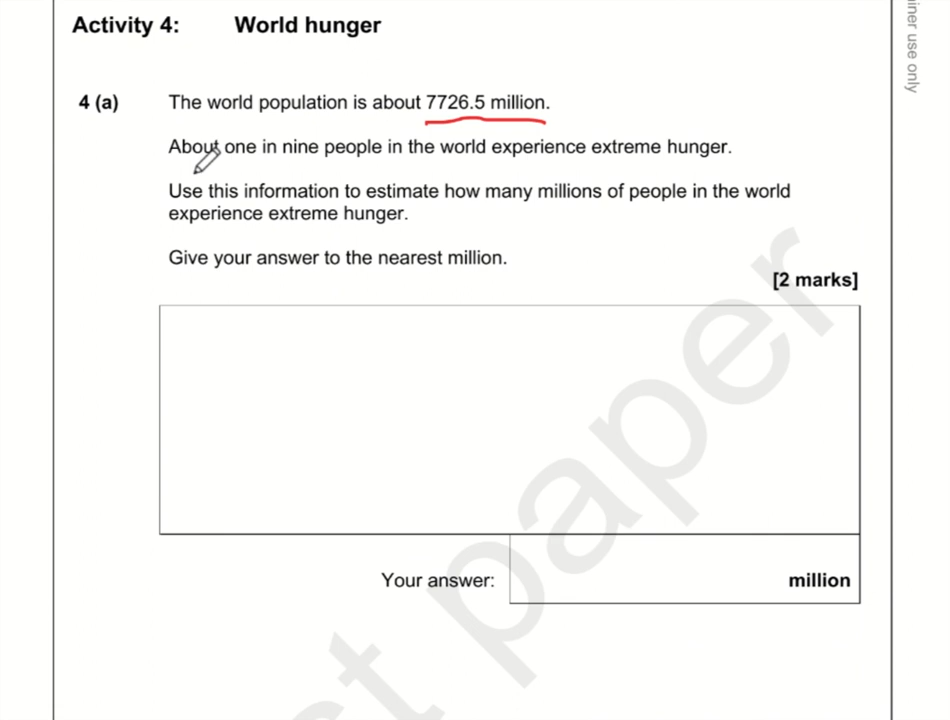 Activity 4: World hunger
iner use only
4 (a) The world population is about 7726.5 million.
About one in nine people in the world experience extreme hunger.
Use this information to estimate how many millions of people in the world
experience extreme hunger.
Give your answer to the nearest million.
[2 marks]
Your answer: million
st paper